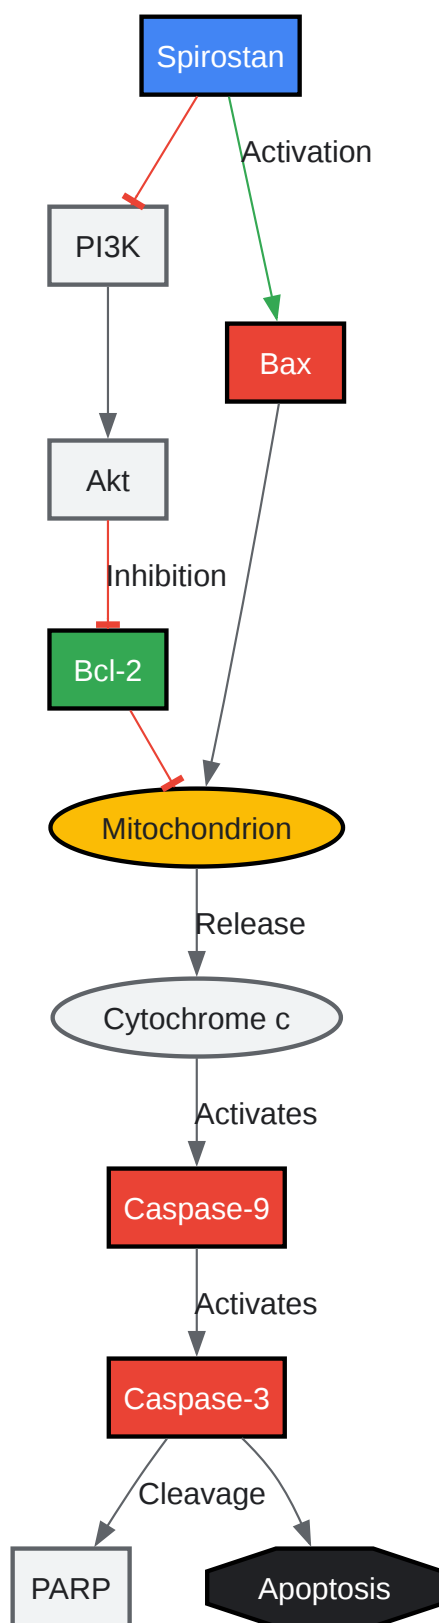 Spirostan
Activation
PI3K
Bax
Akt
Inhibition
Bcl-2
Mitochondrion
Release
Cytochrome c
Activates
Caspase-9
Activates
Caspase-3
Cleavage
PARP
Apoptosis